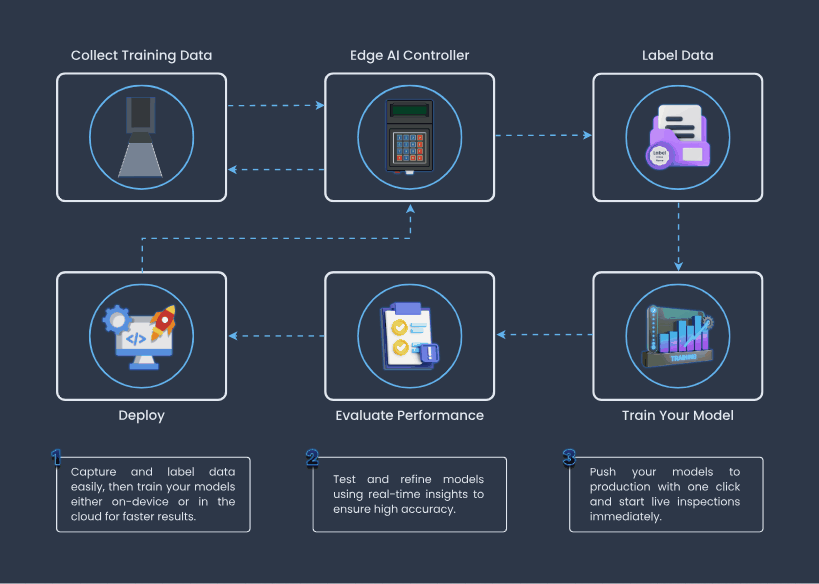 Collect Training Data
Edge AI Controller
Label Data
Label
</>
TRAINING
Deploy
Evaluate Performance
Train Your Model
1
Capture and label data
easily, then train your models
either on-device or in the
cloud for faster results.
2
Test and refine models
using real-time insights to
ensure high accuracy.
3
Push your models to
production with one click
and start live inspections
immediately.